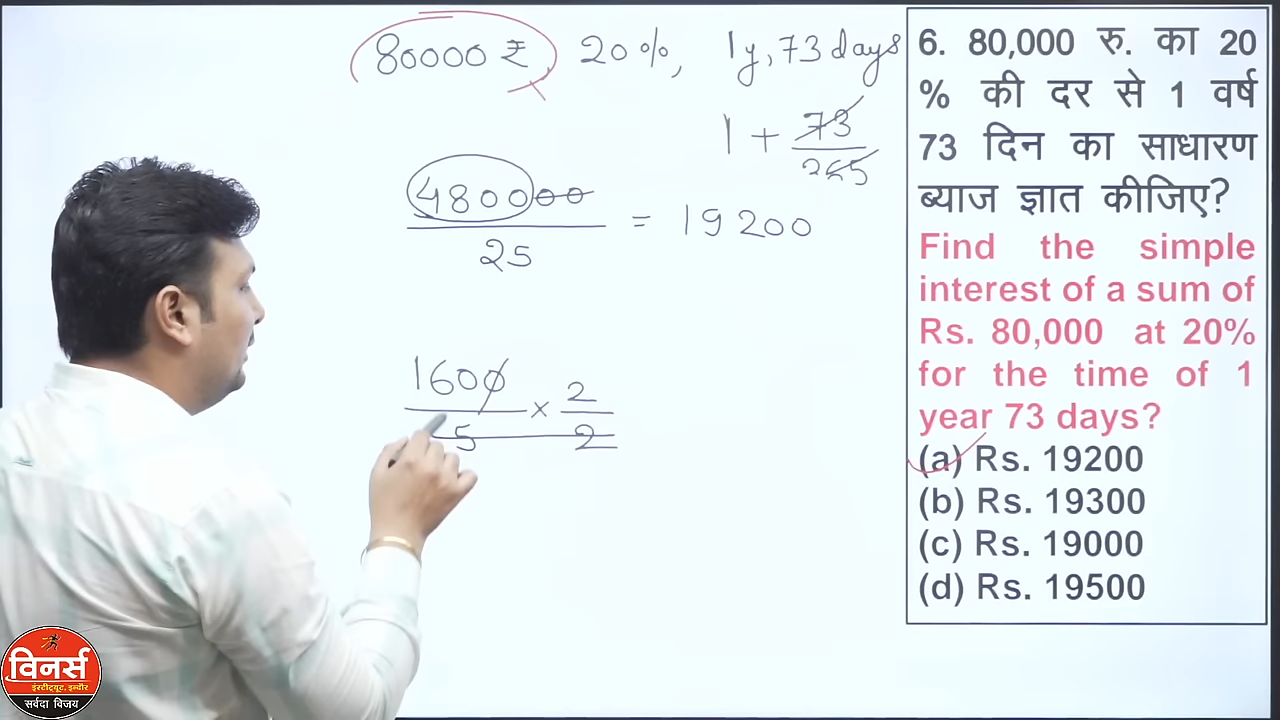 80000 ₹ 20%, 1y, 73 days
1 + 73/365
480000/25 = 19200
1600/5 × 2/2
6. 80,000 रु. का 20
% की दर से 1 वर्ष
73 दिन का साधारण
ब्याज ज्ञात कीजिए?
Find the simple
interest of a sum of
Rs. 80,000 at 20%
for the time of 1
year 73 days?
(a) Rs. 19200
(b) Rs. 19300
(c) Rs. 19000
(d) Rs. 19500
विनर्स
इंस्टीट्यूट, इन्दौर
सर्वदा विजय